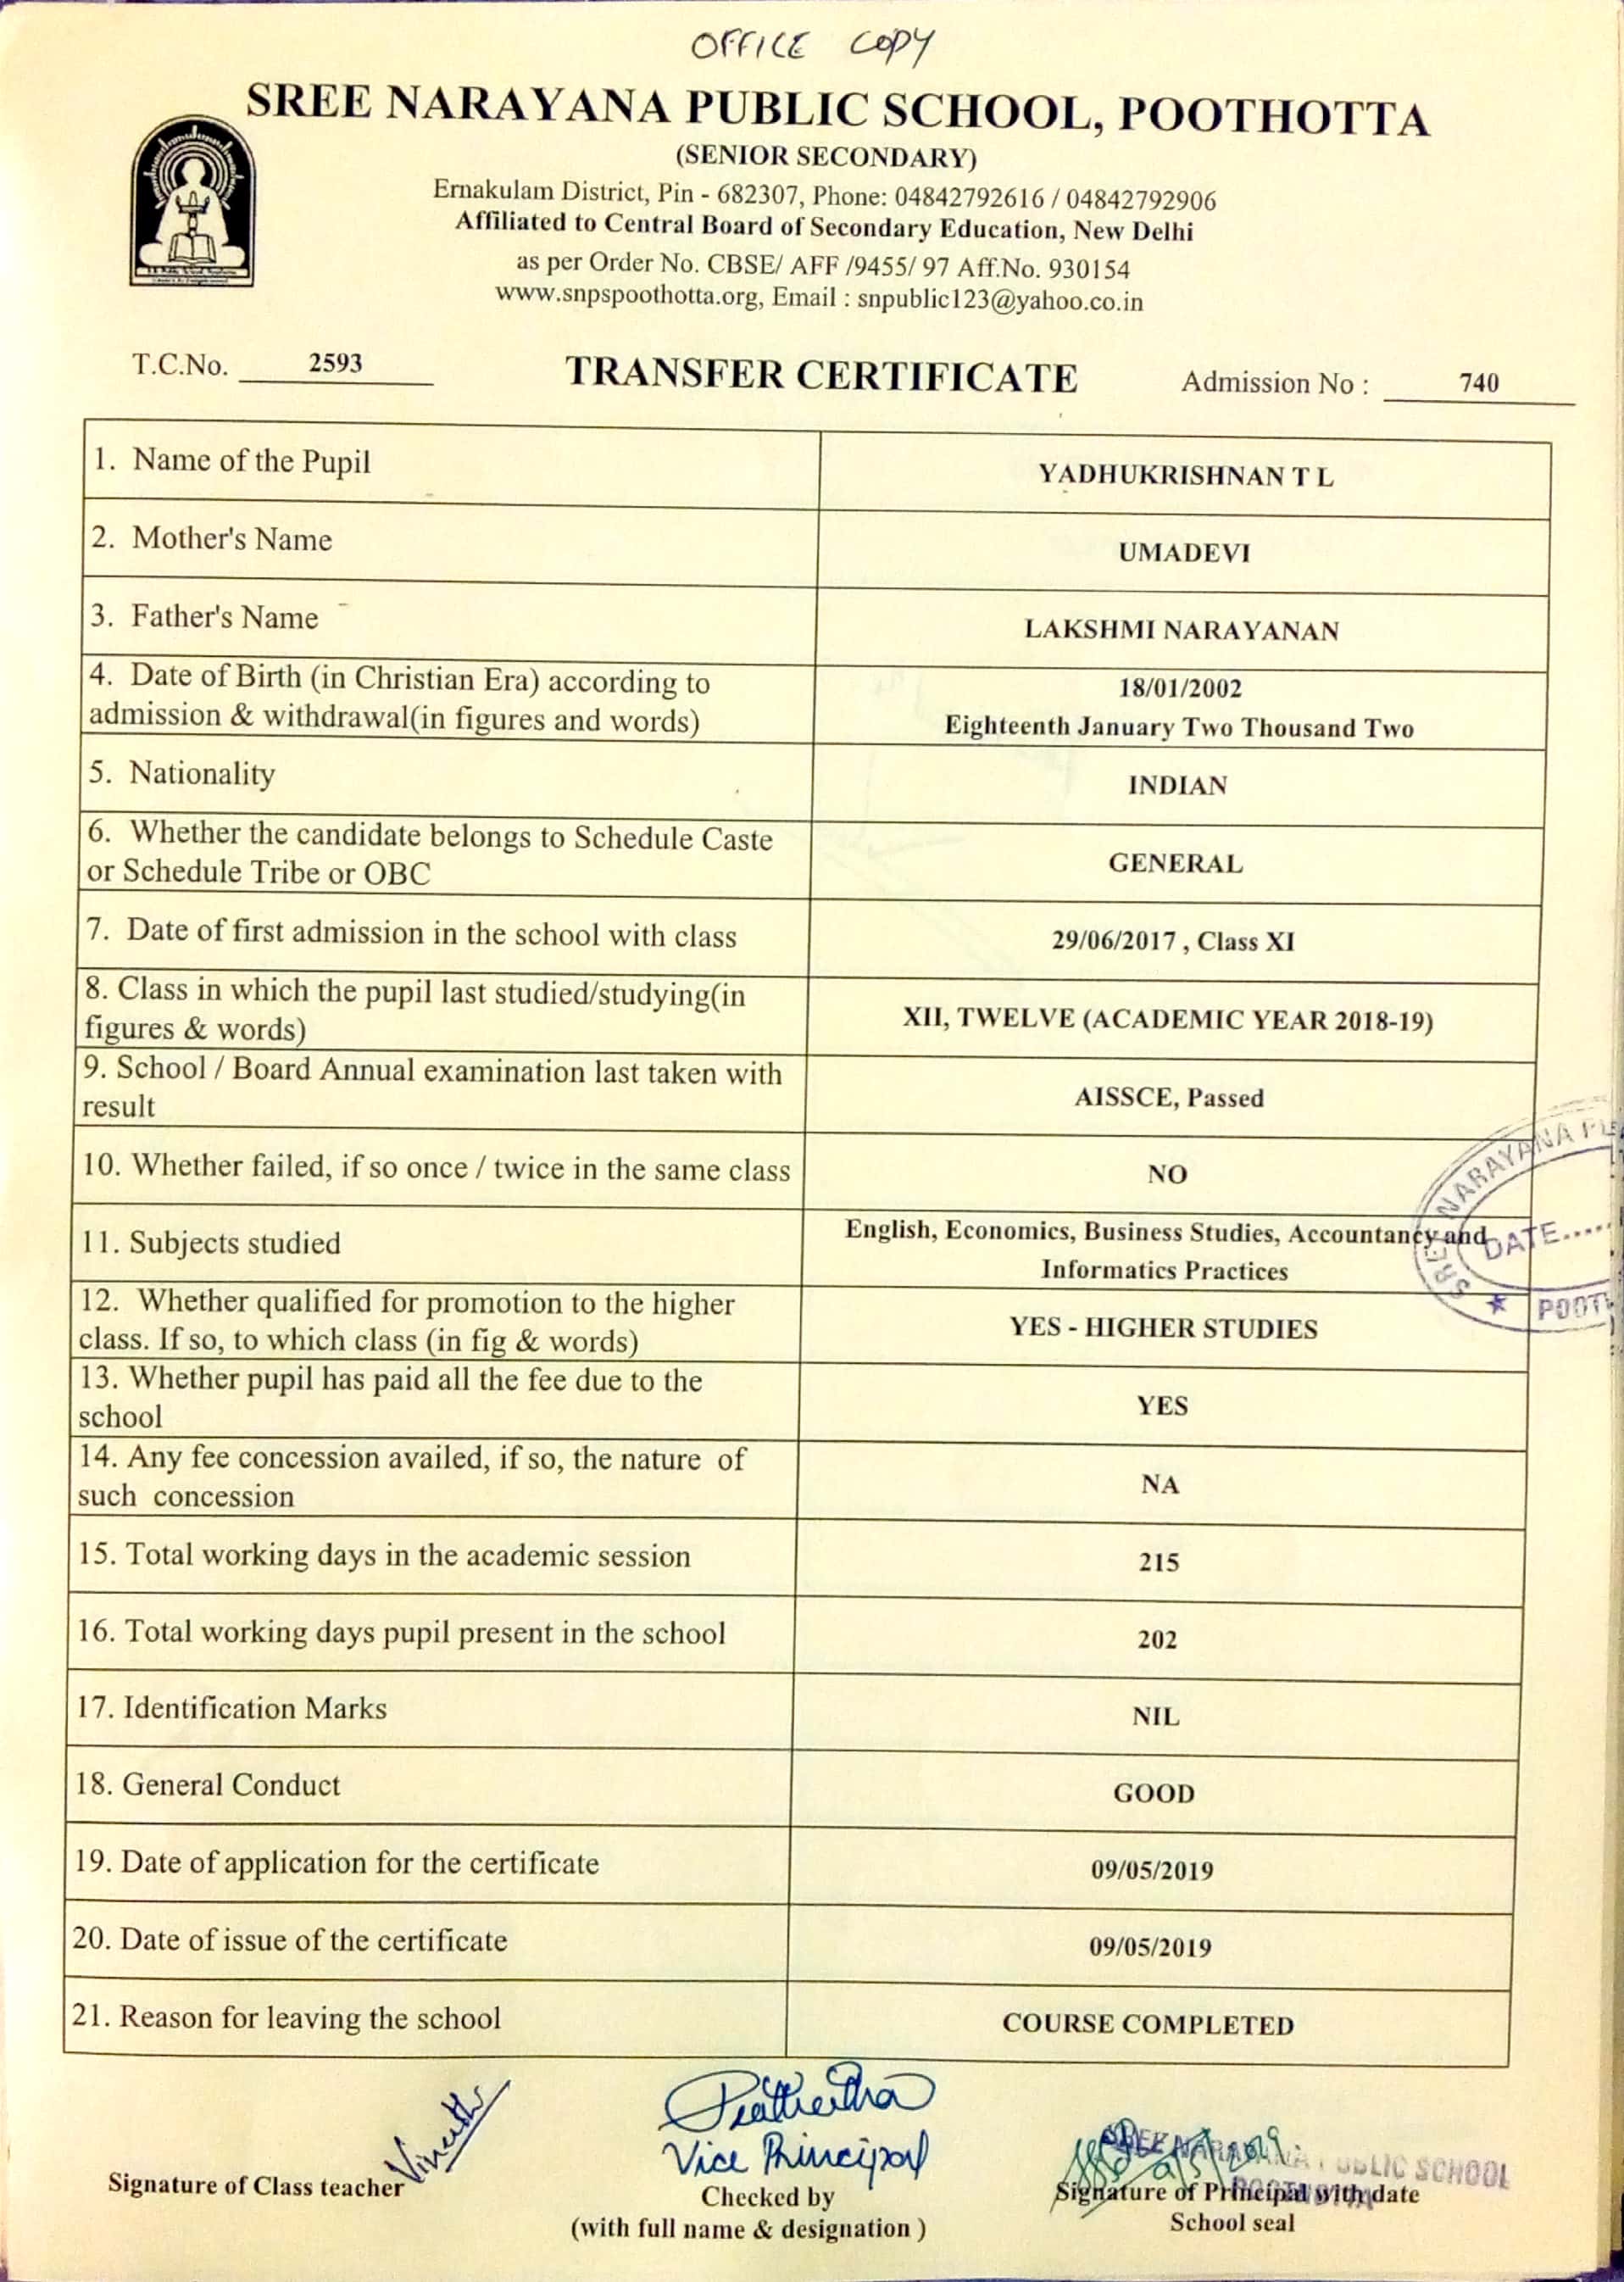 OFFICE COPY
SREE NARAYANA PUBLIC SCHOOL, POOTHOTTA
(SENIOR SECONDARY)
Ernakulam District, Pin - 682307, Phone: 04842792616 / 04842792906
Affiliated to Central Board of Secondary Education, New Delhi
as per Order No. CBSE/ AFF /9455/ 97 Aff.No. 930154
www.snpspoothotta.org, Email : snpublic123@yahoo.co.in
T.C.No. 2593
TRANSFER CERTIFICATE
Admission No : 740
1. Name of the Pupil
YADHUKRISHNAN T L
2. Mother's Name
UMADEVI
3. Father's Name
LAKSHMI NARAYANAN
4. Date of Birth (in Christian Era) according to
admission & withdrawal(in figures and words)
18/01/2002
Eighteenth January Two Thousand Two
5. Nationality
INDIAN
6. Whether the candidate belongs to Schedule Caste
or Schedule Tribe or OBC
GENERAL
7. Date of first admission in the school with class
29/06/2017 , Class XI
8. Class in which the pupil last studied/studying(in
figures & words)
XII, TWELVE (ACADEMIC YEAR 2018-19)
9. School / Board Annual examination last taken with
result
AISSCE, Passed
10. Whether failed, if so once / twice in the same class
NO
11. Subjects studied
English, Economics, Business Studies, Accountancy and
Informatics Practices
12. Whether qualified for promotion to the higher
class. If so, to which class (in fig & words)
YES - HIGHER STUDIES
13. Whether pupil has paid all the fee due to the
school
YES
14. Any fee concession availed, if so, the nature of
such concession
NA
15. Total working days in the academic session
215
16. Total working days pupil present in the school
202
17. Identification Marks
NIL
18. General Conduct
GOOD
19. Date of application for the certificate
09/05/2019
20. Date of issue of the certificate
09/05/2019
21. Reason for leaving the school
COURSE COMPLETED
SREE NARAYANA
DATE.....
Vice Principal
Signature of Class teacher
Checked by
(with full name & designation )
SREE NARAYANA PUBLIC SCHOOL
POOTHOTTA
Signature of Principal with date
School seal